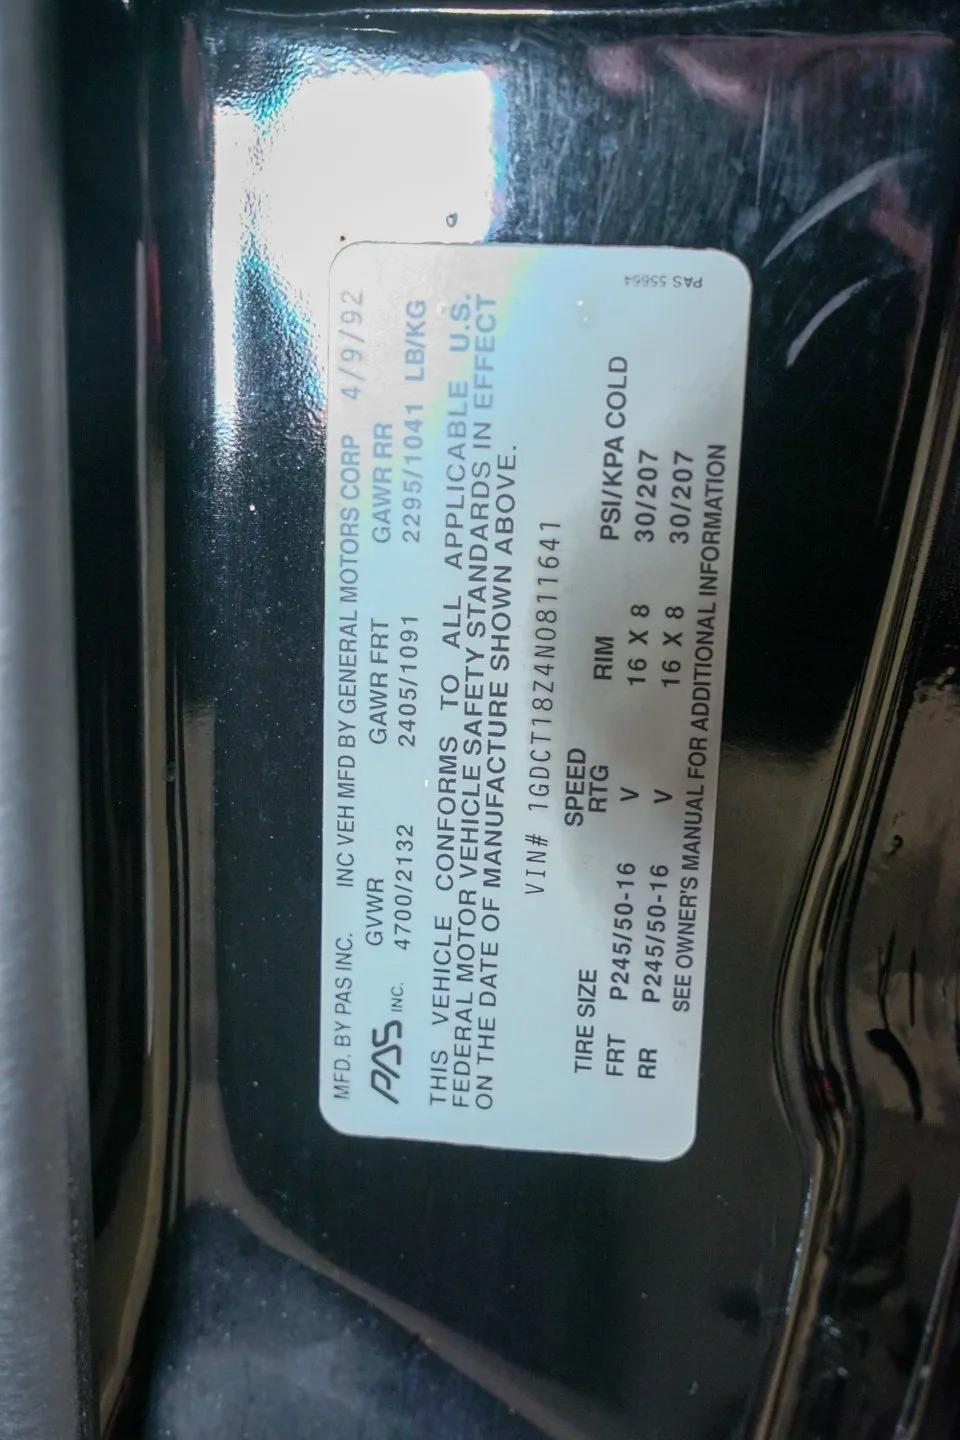 MFD. BY PAS INC. INC VEH MFD BY GENERAL MOTORS CORP 4/9/92
GVWR GAWR FRT GAWR RR
PAS INC. 4700/2132 2405/1091 2295/1041 LB/KG
THIS VEHICLE CONFORMS TO ALL APPLICABLE U.S.
FEDERAL MOTOR VEHICLE SAFETY STANDARDS IN EFFECT
ON THE DATE OF MANUFACTURE SHOWN ABOVE.
VIN# 1GDCT18Z4N0811641
TIRE SIZE SPEED RTG RIM PSI/KPA COLD
FRT P245/50-16 V 16 X 8 30/207
RR P245/50-16 V 16 X 8 30/207
SEE OWNER'S MANUAL FOR ADDITIONAL INFORMATION
PAS 55664